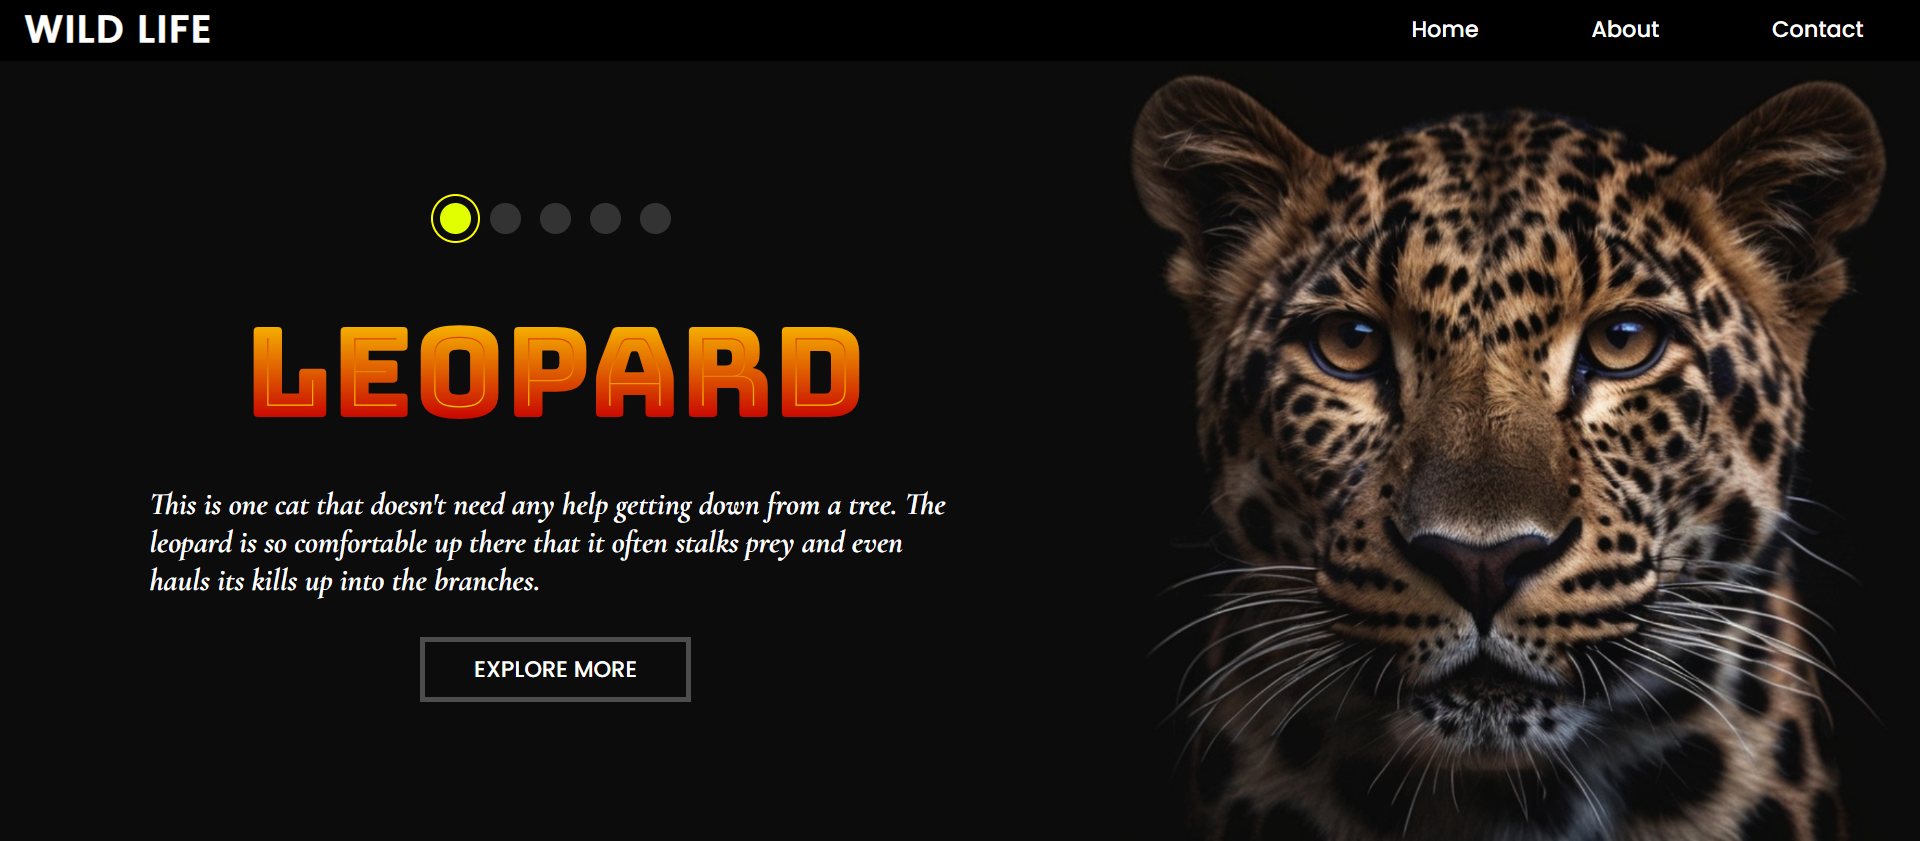 WILD LIFE
Home About Contact
LEOPARD
This is one cat that doesn't need any help getting down from a tree. The
leopard is so comfortable up there that it often stalks prey and even
hauls its kills up into the branches.
EXPLORE MORE